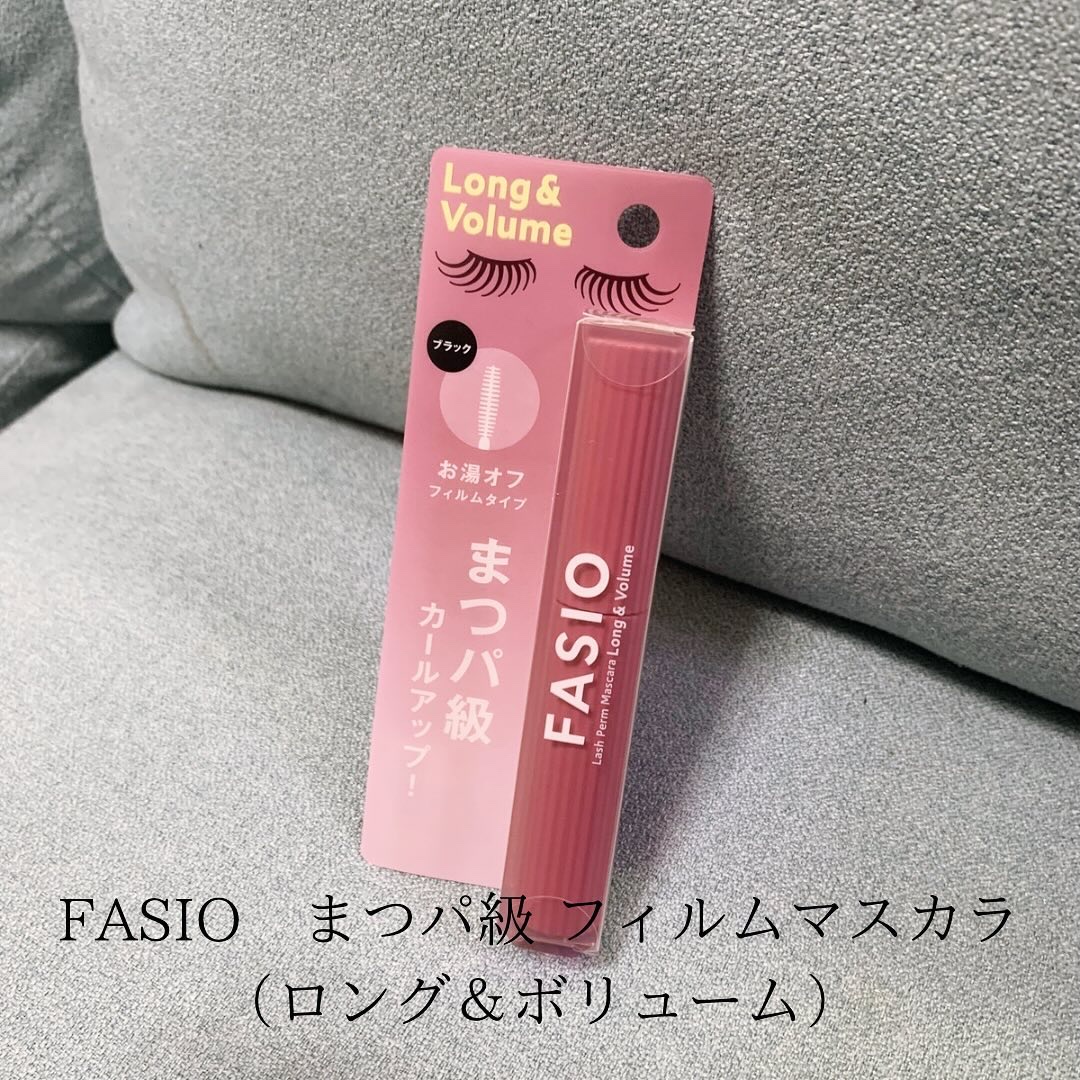 Long &
Volume
ブラック
お湯オフ
フィルムタイプ
まつパ級
カールアップ!
FASIO
Lash Perm Mascara Long & Volume
FASIO　まつパ級 フィルムマスカラ
(ロング＆ボリューム)